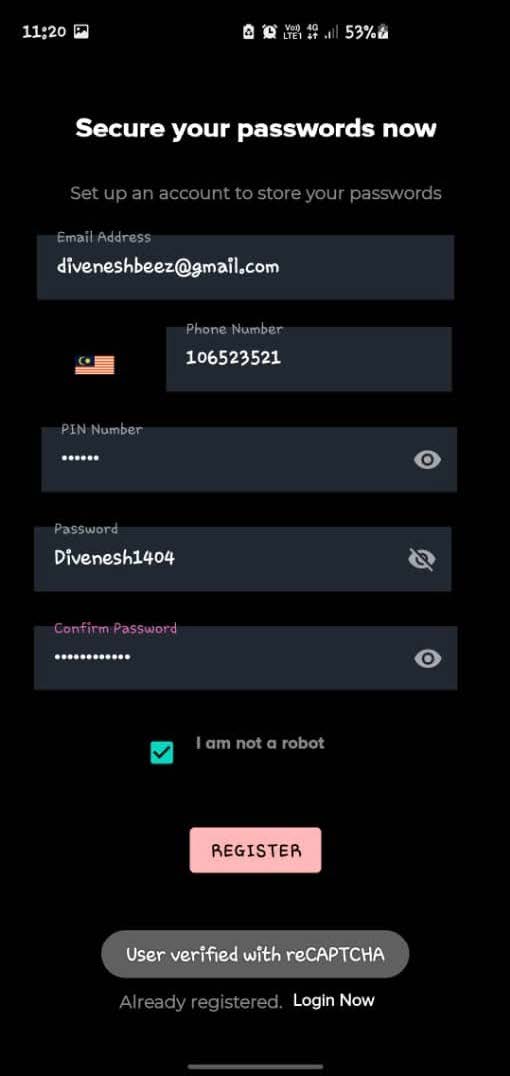 11:20
Vo)) 4G
LTE1 53%
Secure your passwords now
Set up an account to store your passwords
Email Address
diveneshbeez@gmail.com
Phone Number
106523521
PIN Number
••••••
Password
Divenesh1404
Confirm Password
••••••••••••
I am not a robot
REGISTER
User verified with reCAPTCHA
Already registered. Login Now